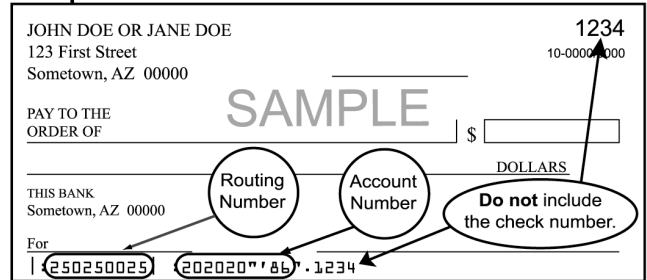 JOHN DOE OR JANE DOE 1234
123 First Street 10-0000/0000
Sometown, AZ 00000
SAMPLE
PAY TO THE
ORDER OF $
DOLLARS
THIS BANK
Sometown, AZ 00000
Routing
Number
Account
Number
Do not include
the check number.
For
|:250250025| :202020"'86".1234